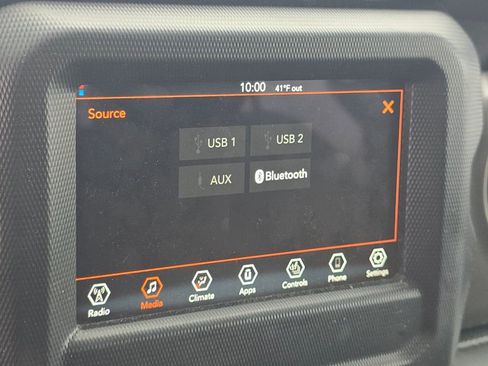 10:00 41°F out
Source X
USB 1 USB 2
AUX Bluetooth
Radio Media Climate Apps Controls Phone Settings